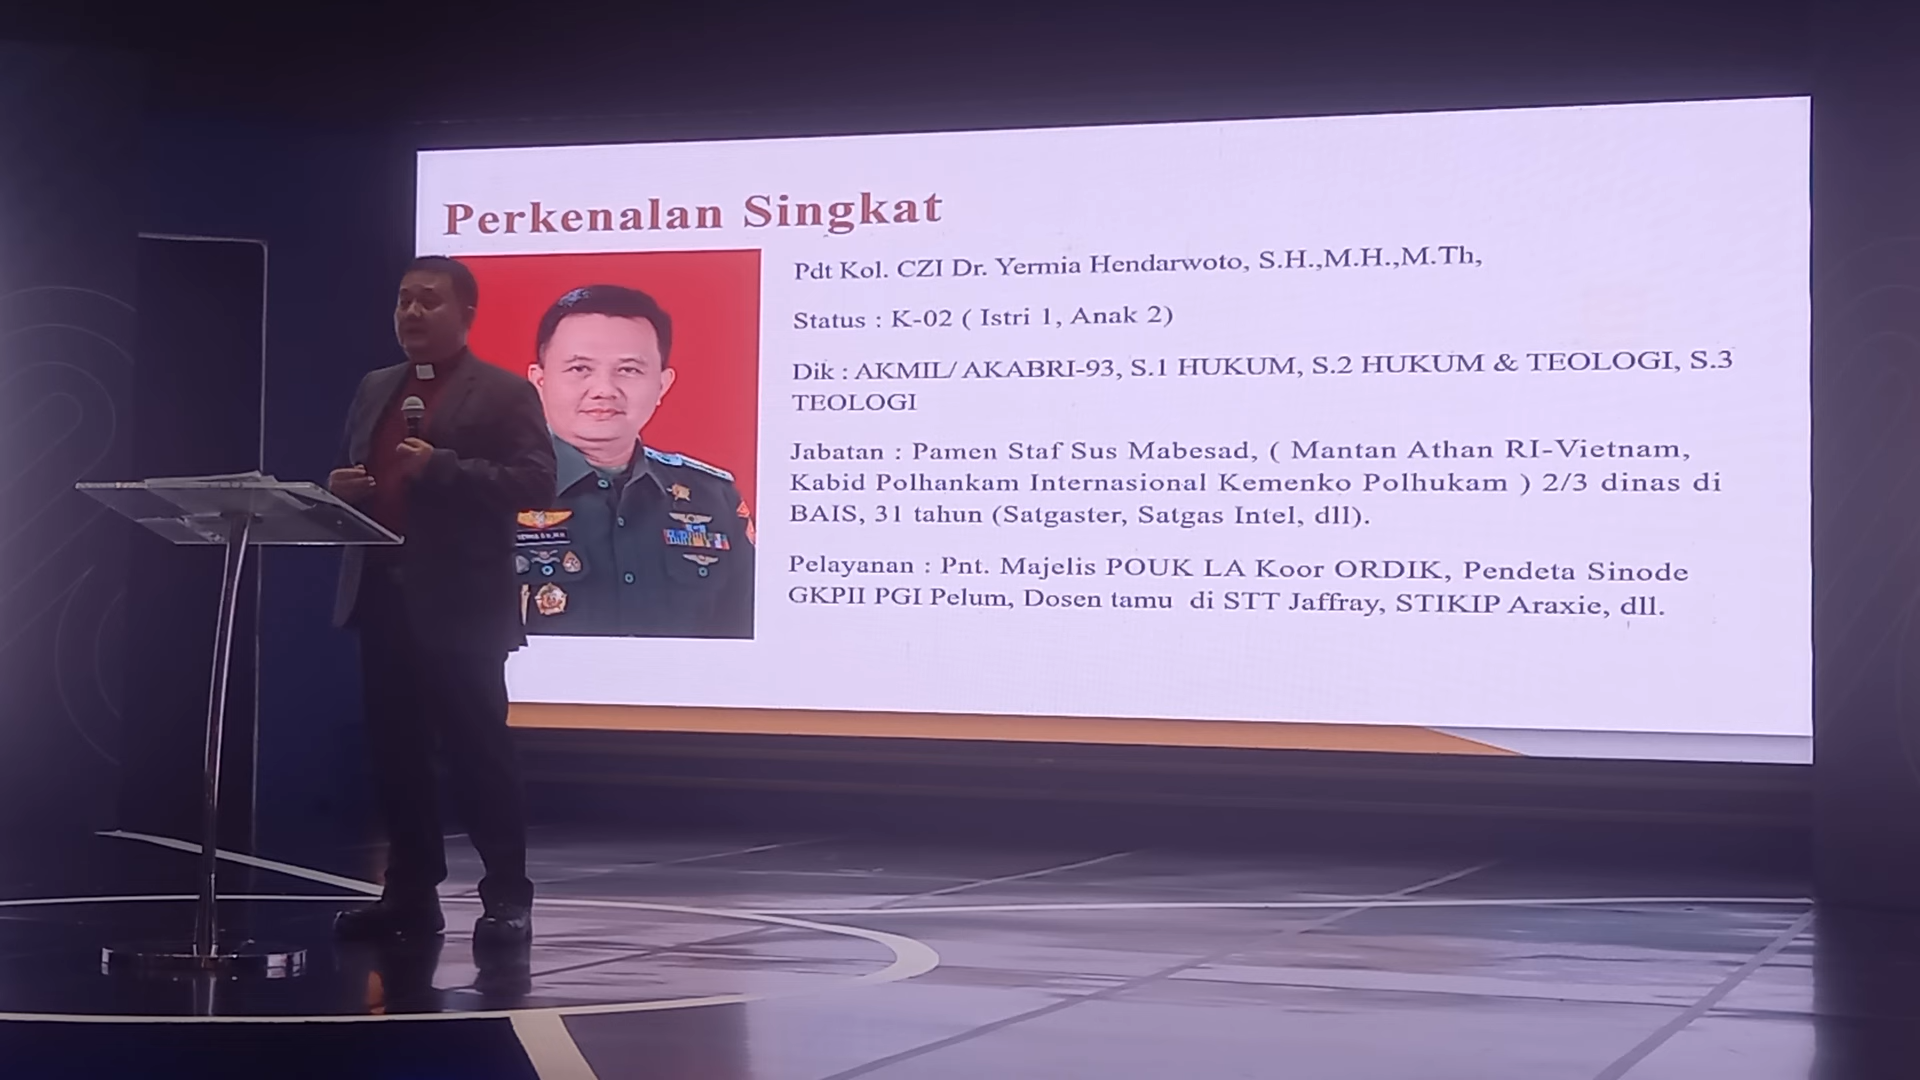 Perkenalan Singkat
Pdt Kol. CZI Dr. Yermia Hendarwoto, S.H.,M.H.,M.Th,
Status : K-02 ( Istri 1, Anak 2)
Dik : AKMIL/ AKABRI-93, S.1 HUKUM, S.2 HUKUM & TEOLOGI, S.3
TEOLOGI
Jabatan : Pamen Staf Sus Mabesad, ( Mantan Athan RI-Vietnam,
Kabid Polhankam Internasional Kemenko Polhukam ) 2/3 dinas di
BAIS, 31 tahun (Satgaster, Satgas Intel, dll).
Pelayanan : Pnt. Majelis POUK LA Koor ORDIK, Pendeta Sinode
GKPII PGI Pelum, Dosen tamu di STT Jaffray, STIKIP Araxie, dll.